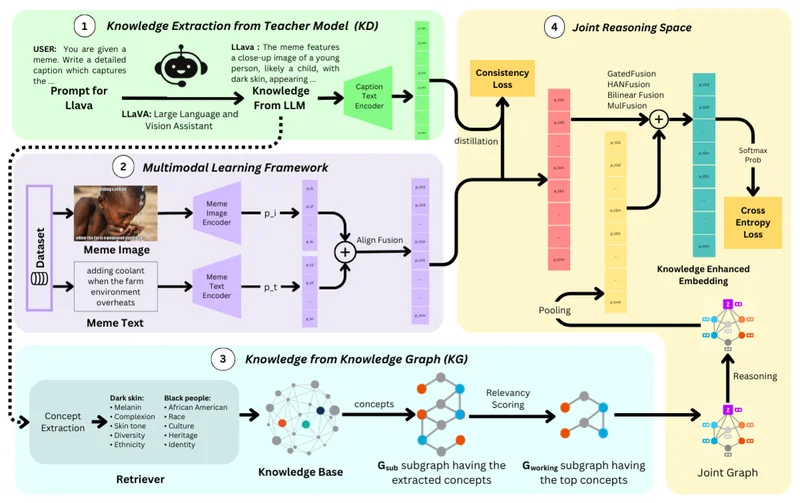 1
Knowledge Extraction from Teacher Model (KD)
USER: You are given a
meme. Write a detailed
caption which captures
the ...
Prompt for
Llava
LLaVA: Large Language and
Vision Assistant
LLava : The meme features
a close-up image of a young
person, likely a child, with
dark skin, appearing ...
Knowledge
From LLM
Caption
Text
Encoder
distillation
Consistency
Loss
2
Multimodal Learning Framework
Dataset
Meme Image
adding coolant
when the farm
environment
overheats
Meme Text
Meme
Image
Encoder
Meme
Text
Encoder
p_i
p_t
Align Fusion
3
Knowledge from Knowledge Graph (KG)
Concept
Extraction
Dark skin:
• Melanin
• Complexion
• Skin tone
• Diversity
• Ethnicity
Black people:
• African American
• Race
• Culture
• Heritage
• Identity
Retriever
Knowledge Base
concepts
Gsub subgraph having the
extracted concepts
Relevancy
Scoring
Gworking subgraph having
the top concepts
4
Joint Reasoning Space
GatedFusion
HANFusion
Bilinear Fusion
MulFusion
Softmax
Prob
Cross
Entropy
Loss
Knowledge Enhanced
Embedding
Pooling
Reasoning
Z
Z
Joint Graph